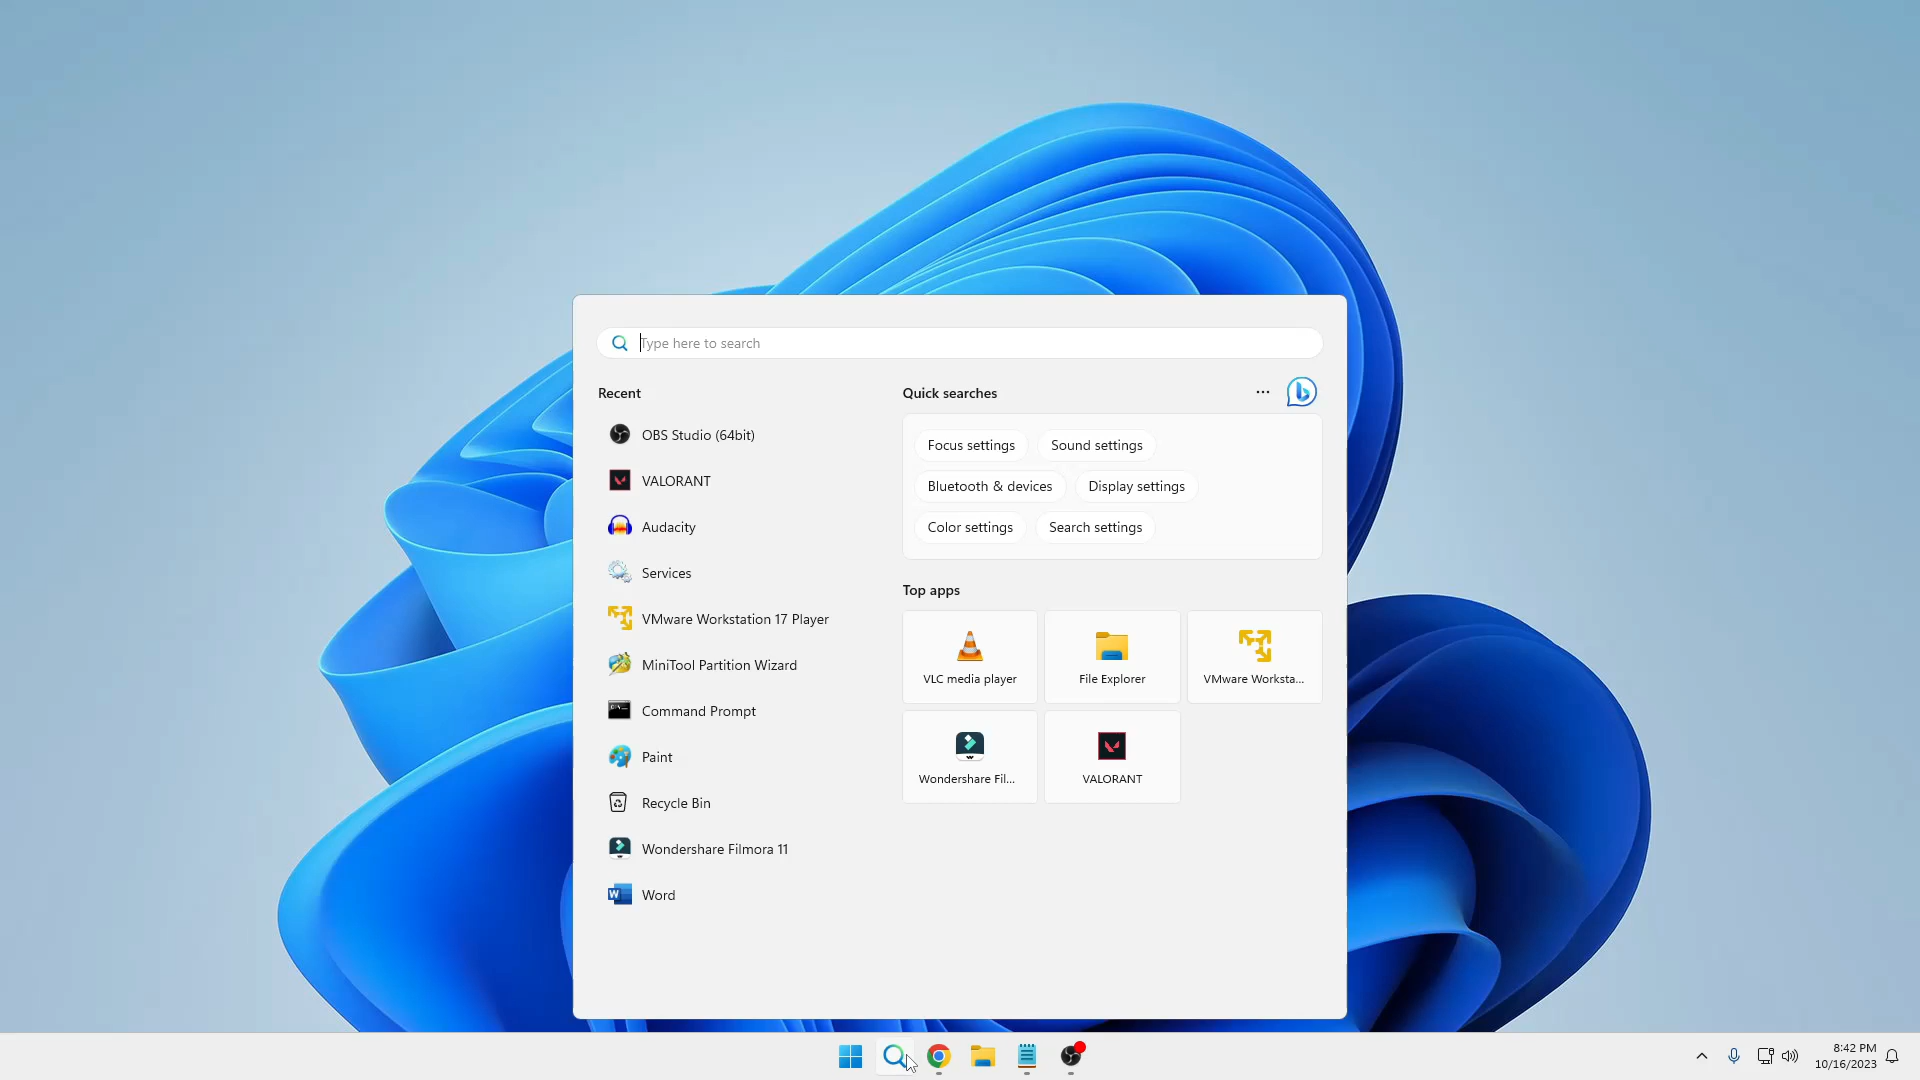 Type here to search
Recent
Quick searches
OBS Studio (64bit)
VALORANT
Audacity
Services
VMware Workstation 17 Player
MiniTool Partition Wizard
Command Prompt
Paint
Recycle Bin
Wondershare Filmora 11
Word
Focus settings
Sound settings
Bluetooth & devices
Display settings
Color settings
Search settings
Top apps
VLC media player
File Explorer
VMware Worksta...
Wondershare Fil...
VALORANT
8:42 PM
10/16/2023